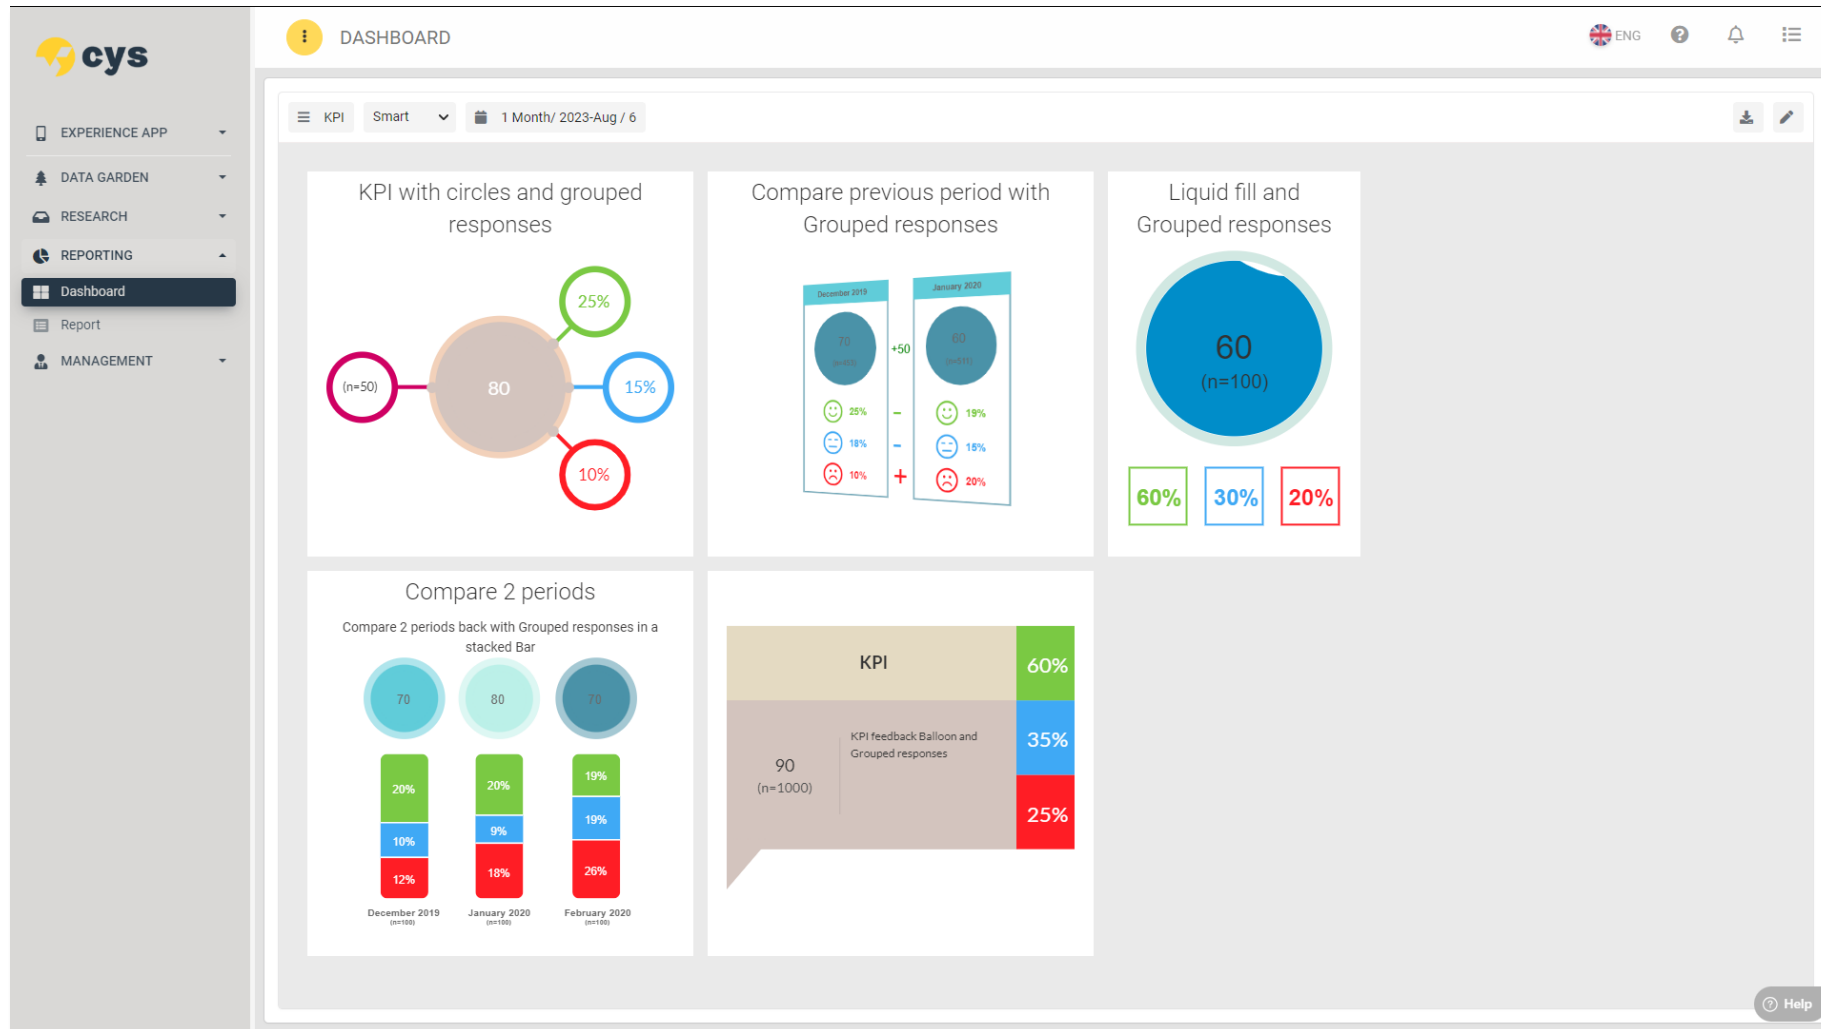 cys
DASHBOARD
ENG
EXPERIENCE APP
DATA GARDEN
RESEARCH
REPORTING
Dashboard
Report
MANAGEMENT
KPI
Smart
1 Month/ 2023-Aug / 6
KPI with circles and grouped
responses
25%
(n=50)
80
15%
10%
Compare previous period with
Grouped responses
December 2019
January 2020
70
+50
60
25%
-
19%
18%
-
15%
10%
+
20%
Liquid fill and
Grouped responses
60
(n=100)
60%
30%
20%
Compare 2 periods
Compare 2 periods back with Grouped responses in a
stacked Bar
70
80
70
20%
20%
19%
10%
9%
19%
12%
18%
26%
December 2019
January 2020
February 2020
(n=100)
(n=100)
(n=100)
KPI
60%
KPI feedback Balloon and
Grouped responses
35%
90
(n=1000)
25%
Help